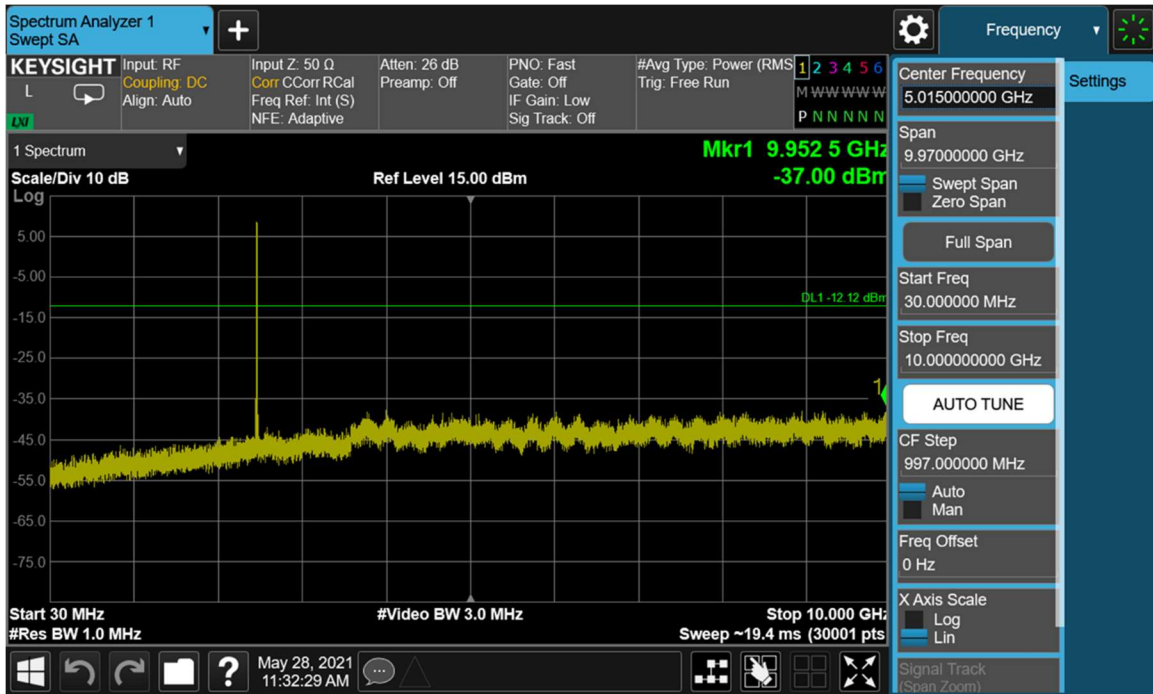 Spectrum Analyzer 1
Swept SA
+
Frequency
KEYSIGHT
L
LXI
Input: RF
Coupling: DC
Align: Auto
Input Z: 50 Ω
Corr CCorr RCal
Freq Ref: Int (S)
NFE: Adaptive
Atten: 26 dB
Preamp: Off
PNO: Fast
Gate: Off
IF Gain: Low
Sig Track: Off
#Avg Type: Power (RMS
Trig: Free Run
1 2 3 4 5 6
M W W W W W
P N N N N N
1 Spectrum
Scale/Div 10 dB
Ref Level 15.00 dBm
Mkr1 9.952 5 GHz
-37.00 dBm
Log
5.00
-5.00
-15.0
-25.0
-35.0
-45.0
-55.0
-65.0
-75.0
DL1 -12.12 dBm
1
Start 30 MHz
#Res BW 1.0 MHz
#Video BW 3.0 MHz
Stop 10.000 GHz
Sweep ~19.4 ms (30001 pts
?
May 28, 2021
11:32:29 AM
Center Frequency
5.015000000 GHz
Span
9.97000000 GHz
Swept Span
Zero Span
Full Span
Start Freq
30.000000 MHz
Stop Freq
10.000000000 GHz
AUTO TUNE
CF Step
997.000000 MHz
Auto
Man
Freq Offset
0 Hz
X Axis Scale
Log
Lin
Signal Track
(Span Zoom)
Settings